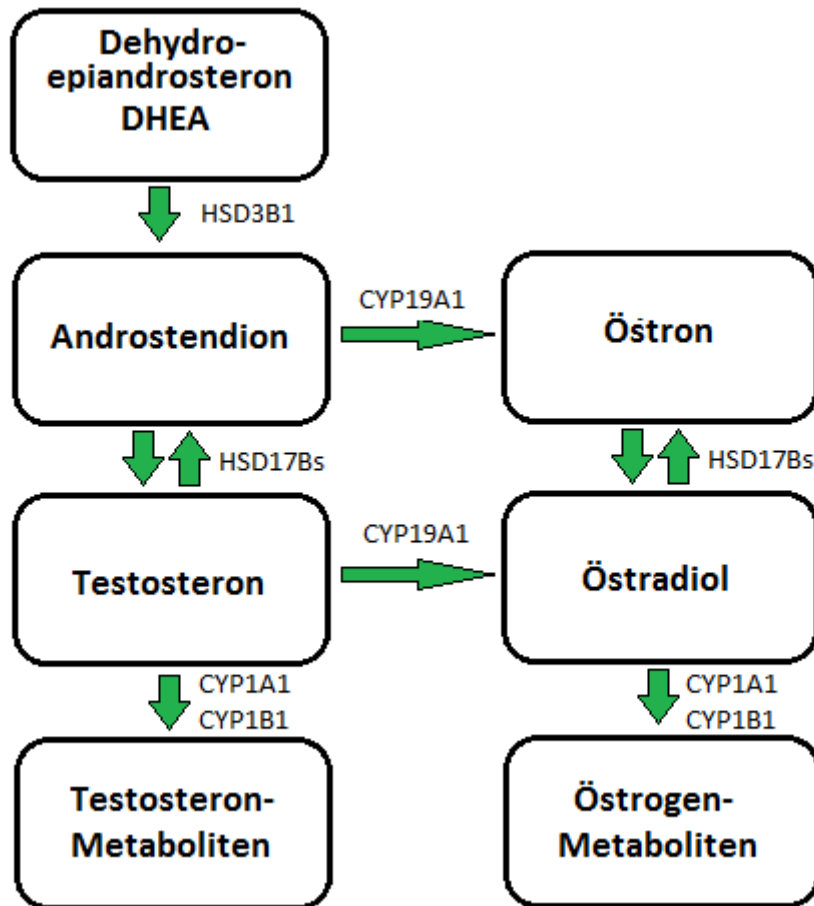 Dehydro-
epiandrosteron
DHEA
HSD3B1
Androstendion
CYP19A1
Östron
HSD17Bs
HSD17Bs
Testosteron
CYP19A1
Östradiol
CYP1A1
CYP1B1
CYP1A1
CYP1B1
Testosteron-
Metaboliten
Östrogen-
Metaboliten